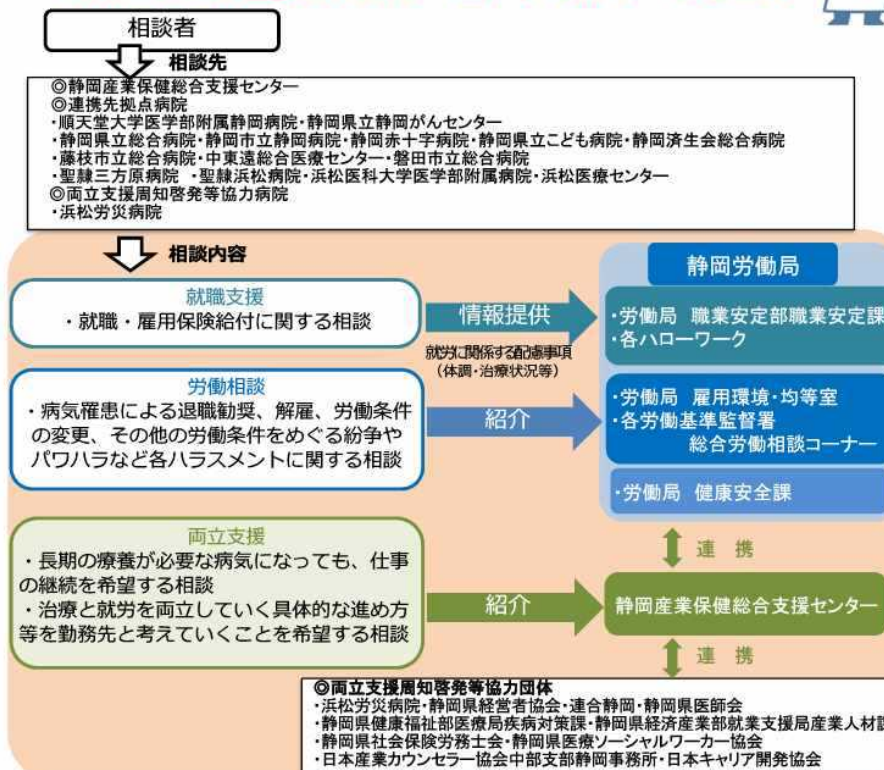 相談者
相談先
◎静岡産業保健総合支援センター
◎連携先拠点病院
・順天堂大学医学部附属静岡病院・静岡県立静岡がんセンター
・静岡県立総合病院・静岡市立静岡病院・静岡赤十字病院・静岡県立こども病院・静岡済生会総合病院
・藤枝市立総合病院・中東遠総合医療センター・磐田市立総合病院
・聖隷三方原病院 ・聖隷浜松病院・浜松医科大学医学部附属病院・浜松医療センター
◎両立支援周知啓発等協力病院
・浜松労災病院
相談内容
就職支援
・就職・雇用保険給付に関する相談
情報提供
就労に関係する配慮事項
（体調・治療状況等）
静岡労働局
・労働局 職業安定部職業安定課
・各ハローワーク
労働相談
・病気罹患による退職勧奨、解雇、労働条件
の変更、その他の労働条件をめぐる紛争や
パワハラなど各ハラスメントに関する相談
紹介
・労働局 雇用環境・均等室
・各労働基準監督署
総合労働相談コーナー
・労働局 健康安全課
連 携
両立支援
・長期の療養が必要な病気になっても、仕事
の継続を希望する相談
・治療と就労を両立していく具体的な進め方
等を勤務先と考えていくことを希望する相談
紹介
静岡産業保健総合支援センター
連 携
◎両立支援周知啓発等協力団体
・浜松労災病院・静岡県経営者協会・連合静岡・静岡県医師会
・静岡県健康福祉部医療局疾病対策課・静岡県経済産業部就業支援局産業人材課
・静岡県社会保険労務士会・静岡県医療ソーシャルワーカー協会
・日本産業カウンセラー協会中部支部静岡事務所・日本キャリア開発協会